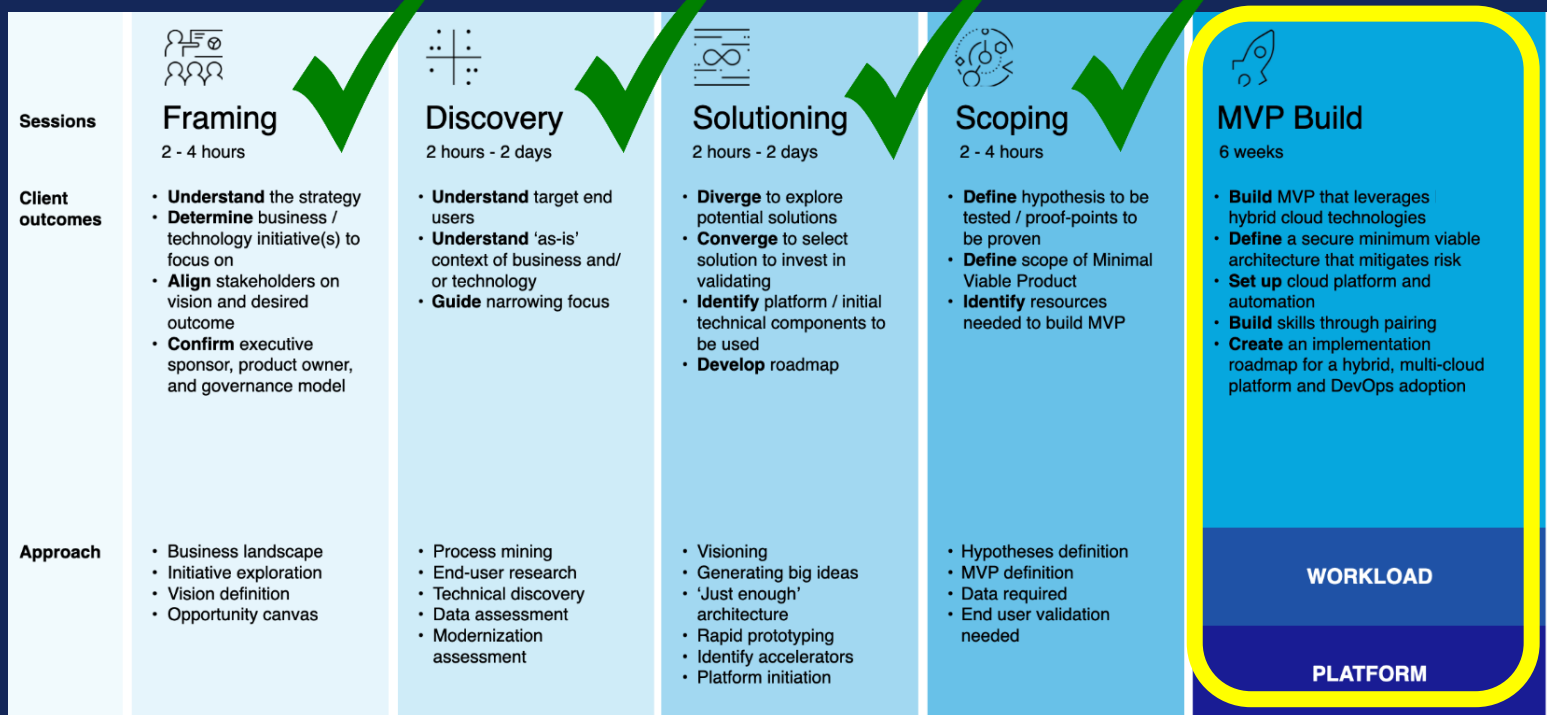 Sessions
Framing
2 - 4 hours
Discovery
2 hours - 2 days
Solutioning
2 hours - 2 days
Scoping
2 - 4 hours
MVP Build
6 weeks
Client
outcomes
• Understand the strategy
• Determine business /
technology initiative(s) to
focus on
• Align stakeholders on
vision and desired
outcome
• Confirm executive
sponsor, product owner,
and governance model
• Understand target end
users
• Understand ‘as-is’
context of business and/
or technology
• Guide narrowing focus
• Diverge to explore
potential solutions
• Converge to select
solution to invest in
validating
• Identify platform / initial
technical components to
be used
• Develop roadmap
• Define hypothesis to be
tested / proof-points to
be proven
• Define scope of Minimal
Viable Product
• Identify resources
needed to build MVP
• Build MVP that leverages
hybrid cloud technologies
• Define a secure minimum viable
architecture that mitigates risk
• Set up cloud platform and
automation
• Build skills through pairing
• Create an implementation
roadmap for a hybrid, multi-cloud
platform and DevOps adoption
Approach
• Business landscape
• Initiative exploration
• Vision definition
• Opportunity canvas
• Process mining
• End-user research
• Technical discovery
• Data assessment
• Modernization
assessment
• Visioning
• Generating big ideas
• ‘Just enough’
architecture
• Rapid prototyping
• Identify accelerators
• Platform initiation
• Hypotheses definition
• MVP definition
• Data required
• End user validation
needed
WORKLOAD
PLATFORM